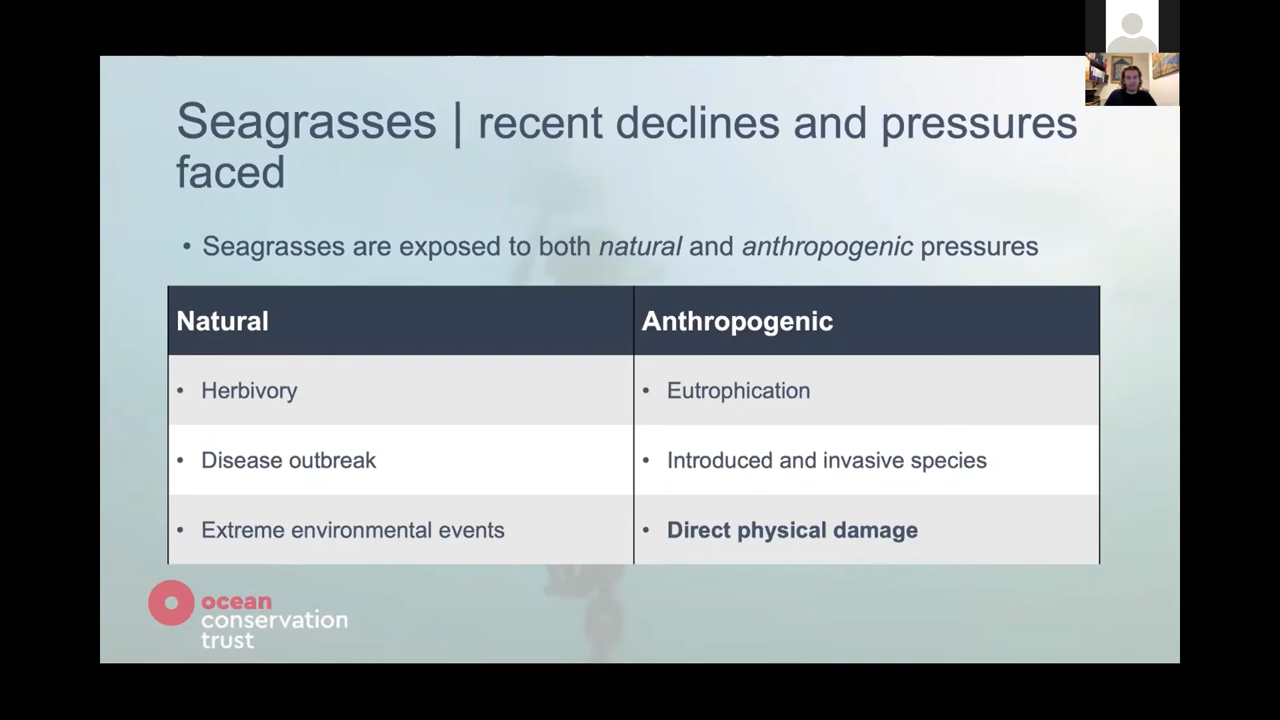 Seagrasses | recent declines and pressures
faced
• Seagrasses are exposed to both natural and anthropogenic pressures
Natural
Anthropogenic
• Herbivory
• Eutrophication
• Disease outbreak
• Introduced and invasive species
• Extreme environmental events
• Direct physical damage
ocean
conservation
trust